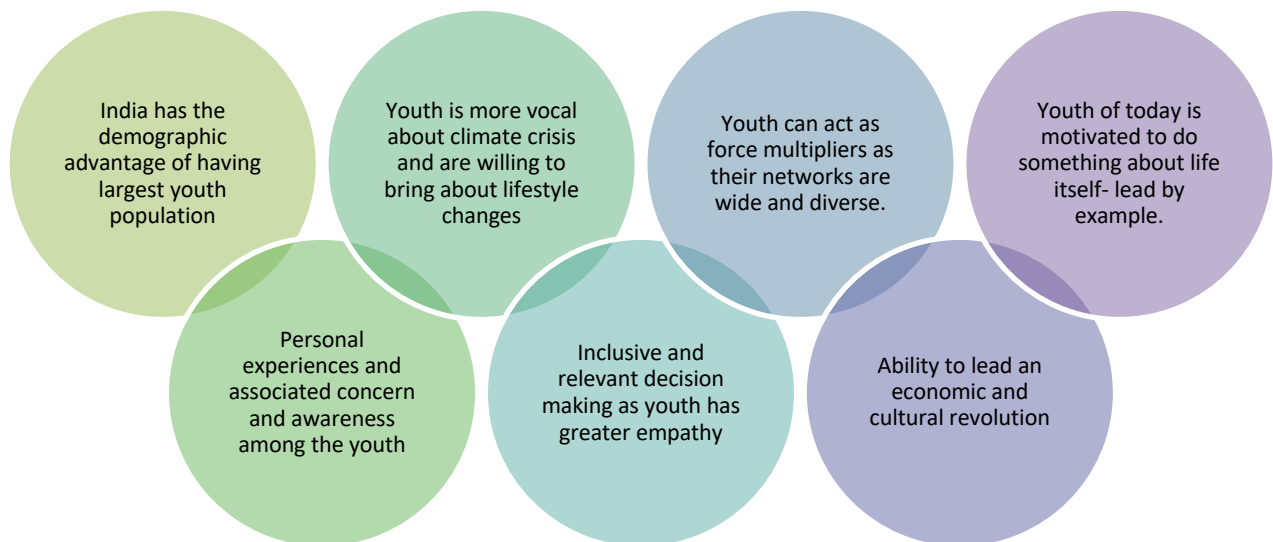 India has the
demographic
advantage of having
largest youth
population
Personal
experiences and
associated concern
and awareness
among the youth
Youth is more vocal
about climate crisis
and are willing to
bring about lifestyle
changes
Inclusive and
relevant decision
making as youth has
greater empathy
Youth can act as
force multipliers as
their networks are
wide and diverse.
Ability to lead an
economic and
cultural revolution
Youth of today is
motivated to do
something about life
itself- lead by
example.